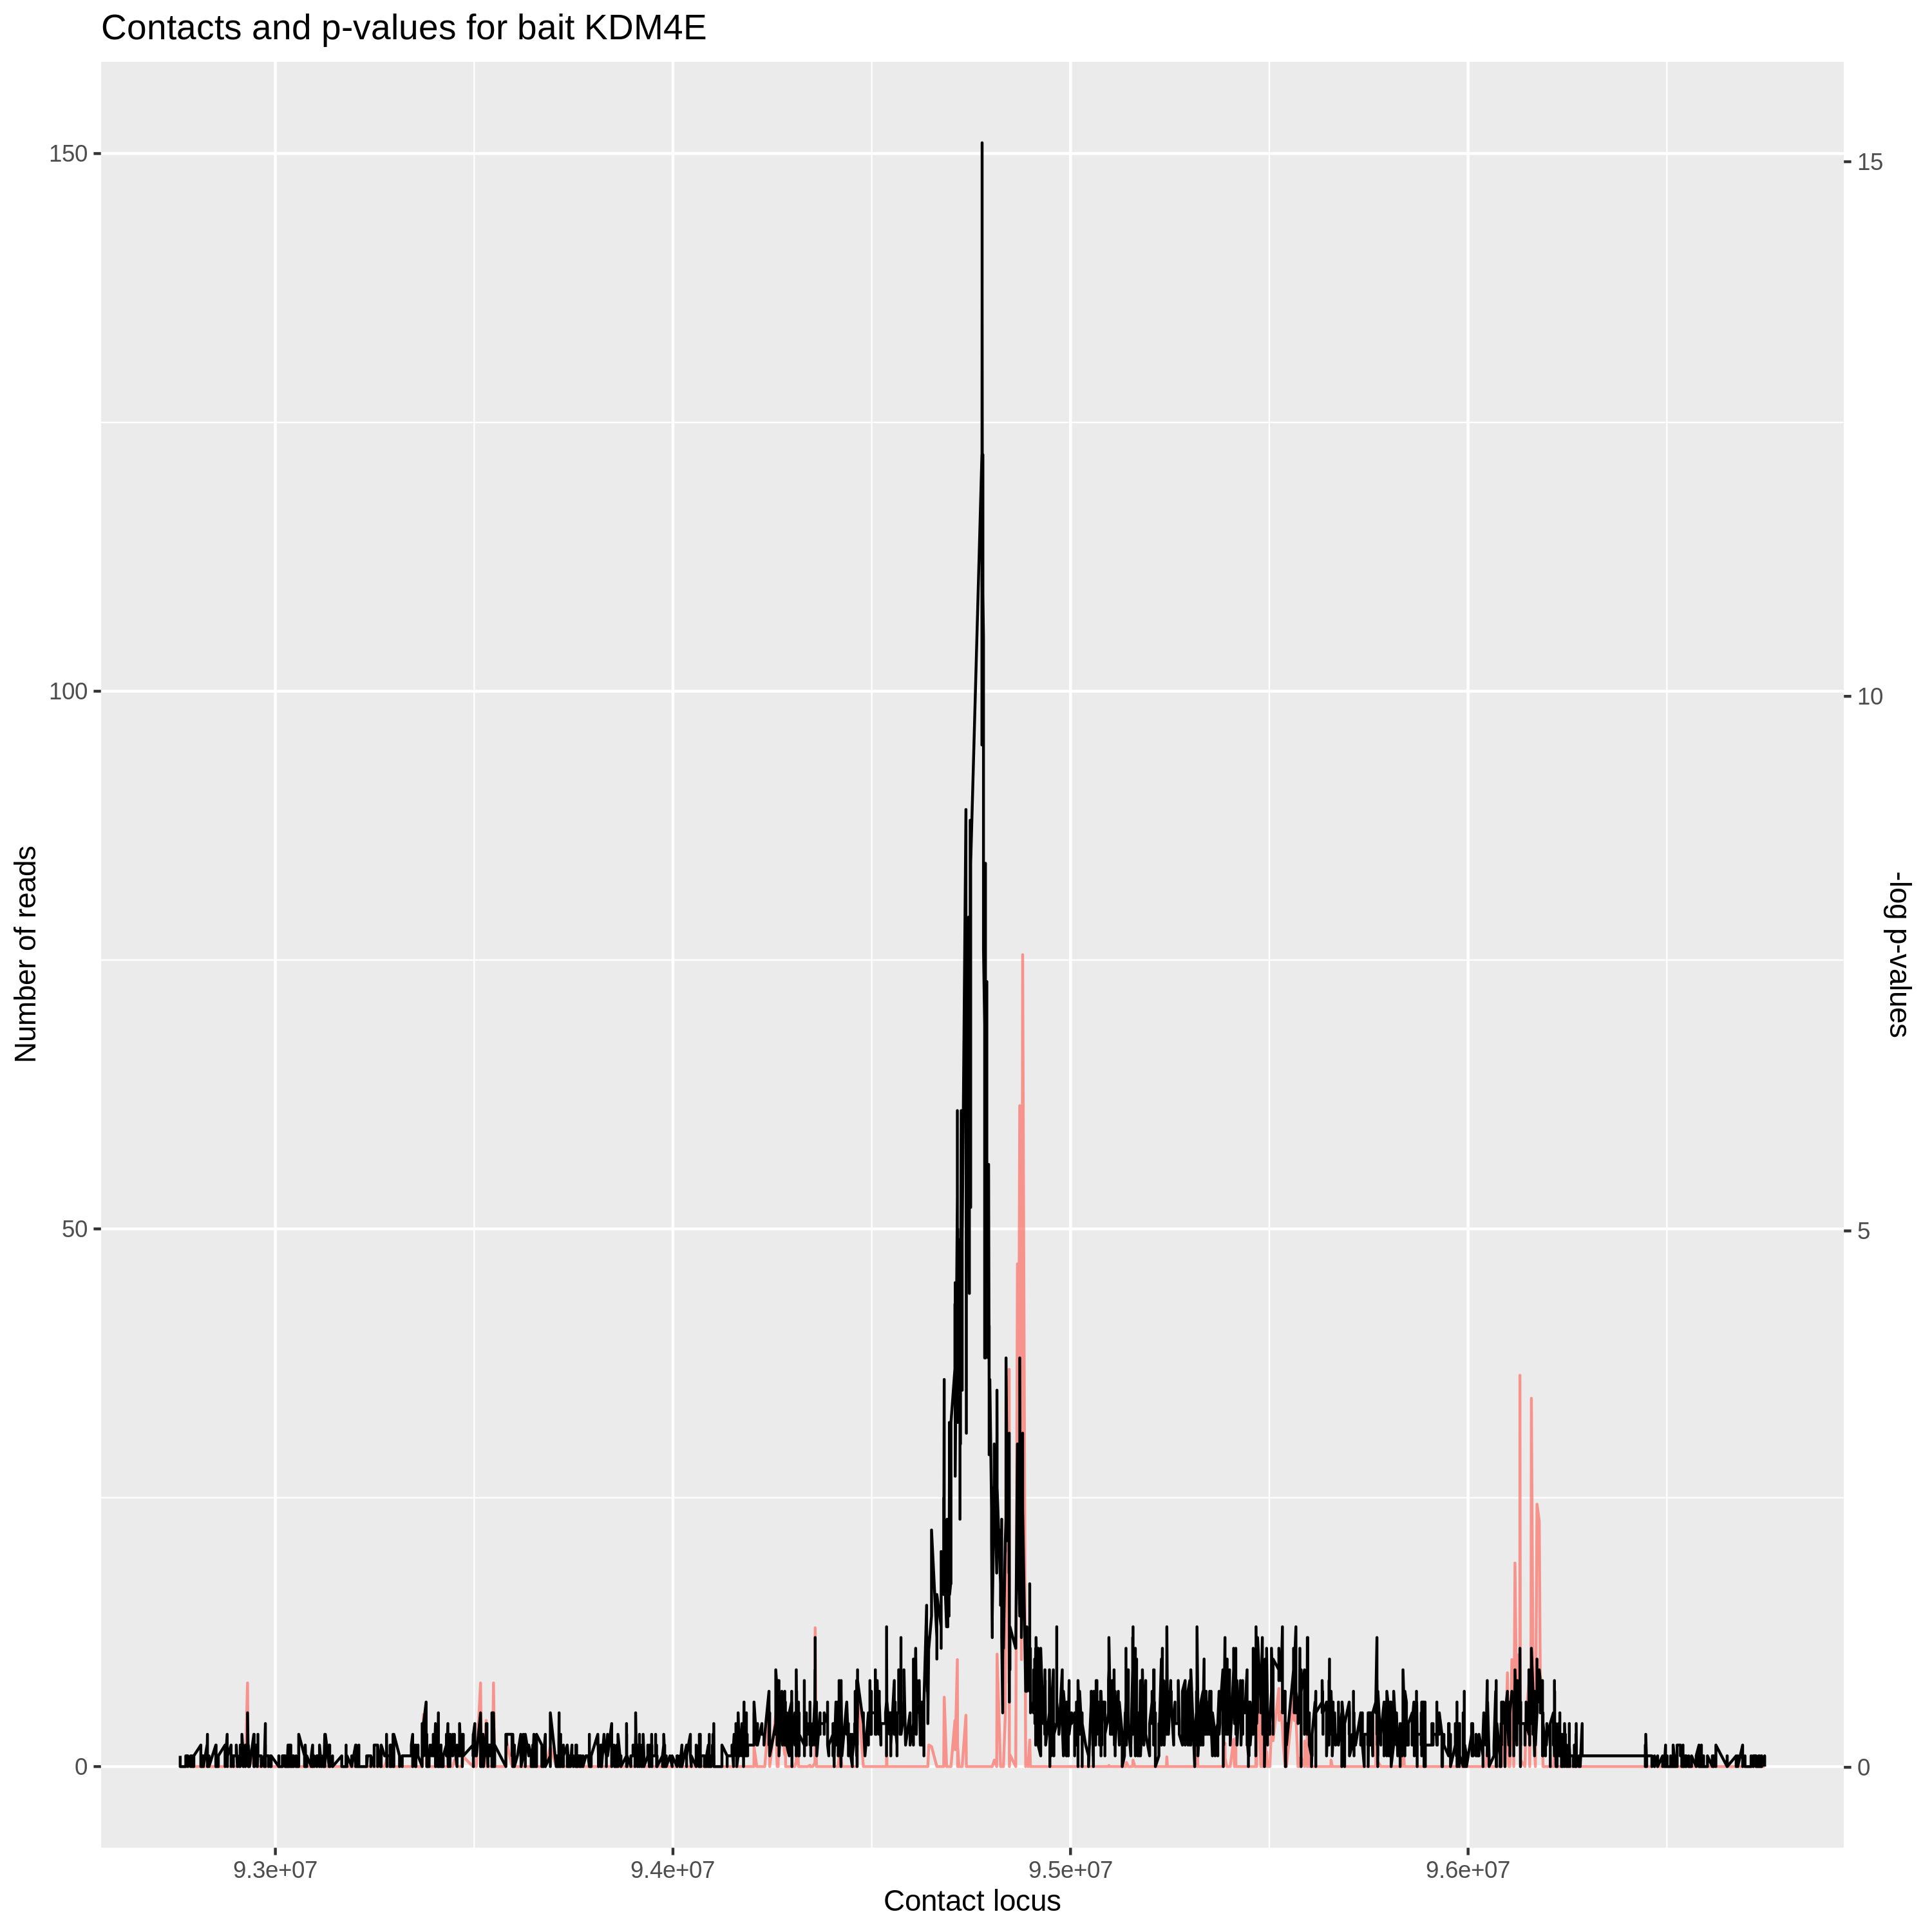 Contacts and p-values for bait KDM4E
150
100
50
0
15
10
5
0
Number of reads
-log p-values
9.3e+07 9.4e+07 9.5e+07 9.6e+07
Contact locus